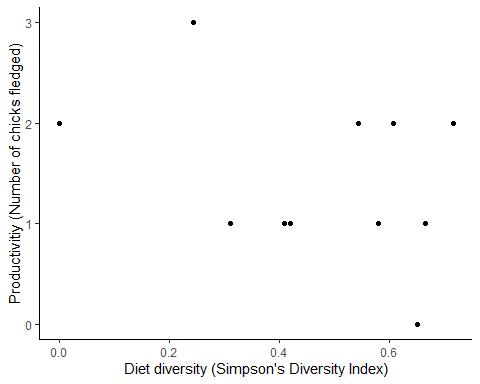 Productivitiy (Number of chicks fledged)
3
2
1
0
0.0 0.2 0.4 0.6
Diet diversity (Simpson's Diversity Index)